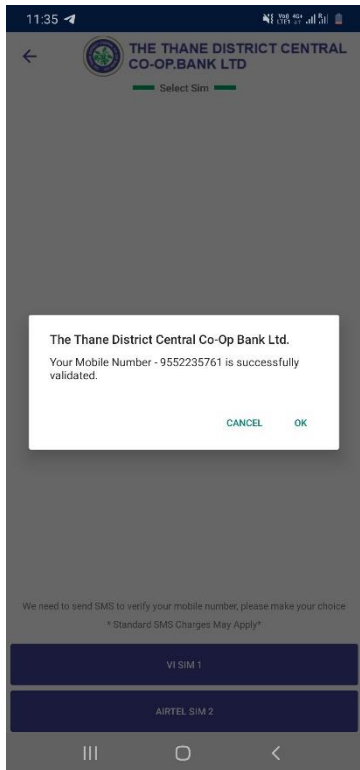 11:35
THE THANE DISTRICT CENTRAL
CO-OP.BANK LTD
Select Sim
The Thane District Central Co-Op Bank Ltd.
Your Mobile Number - 9552235761 is successfully
validated.
CANCEL OK
We need to send SMS to verify your mobile number, please make your choice
* Standard SMS Charges May Apply*
VI SIM 1
AIRTEL SIM 2